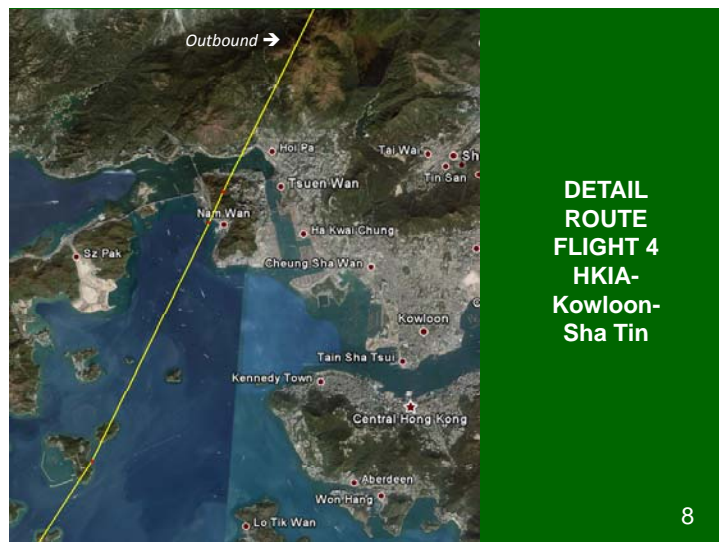 Outbound →
Hoi Pa
Tai Wai
Sh
Tin San
Tsuen Wan
Nam Wan
Ha Kwai Chung
Sz Pak
Cheung Sha Wan
Kowloon
Tain Sha Tsui
Kennedy Town
Central Hong Kong
Aberdeen
Won Hang
Lo Tik Wan
DETAIL
ROUTE
FLIGHT 4
HKIA-
Kowloon-
Sha Tin
8